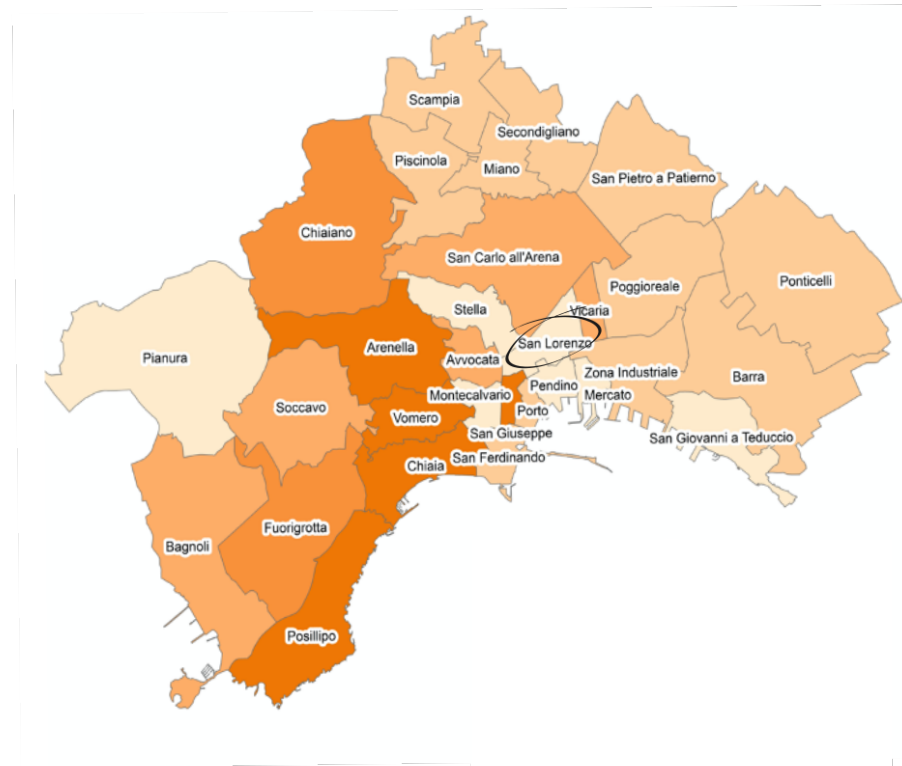 Scampia
Secondigliano
Piscinola
Miano
San Pietro a Patierno
Chiaiano
San Carlo all'Arena
Poggioreale
Ponticelli
Stella
Vicaria
San Lorenzo
Arenella
Pianura
Avvocata
Zona Industriale
Barra
Pendino
Montecalvario
Mercato
Soccavo
Porto
Vomero
San Giuseppe
San Giovanni a Teduccio
San Ferdinando
Chiaia
Fuorigrotta
Bagnoli
Posillipo